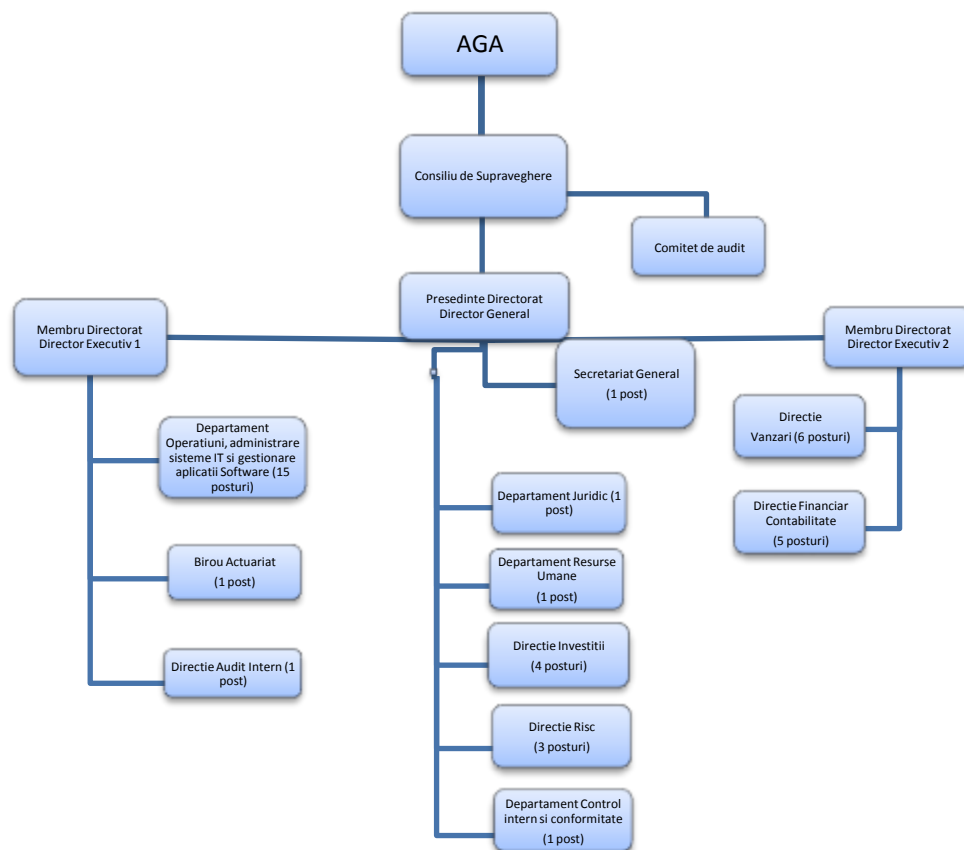 AGA
Consiliu de Supraveghere
Comitet de audit
Presedinte Directorat
Director General
Membru Directorat
Director Executiv 1
Membru Directorat
Director Executiv 2
Secretariat General
(1 post)
Departament
Operatiuni, administrare
sisteme IT si gestionare
aplicatii Software (15
posturi)
Birou Actuariat
(1 post)
Directie Audit Intern (1
post)
Departament Juridic (1
post)
Departament Resurse
Umane
(1 post)
Directie Investitii
(4 posturi)
Directie Risc
(3 posturi)
Departament Control
intern si conformitate
(1 post)
Directie
Vanzari (6 posturi)
Directie Financiar
Contabilitate
(5 posturi)